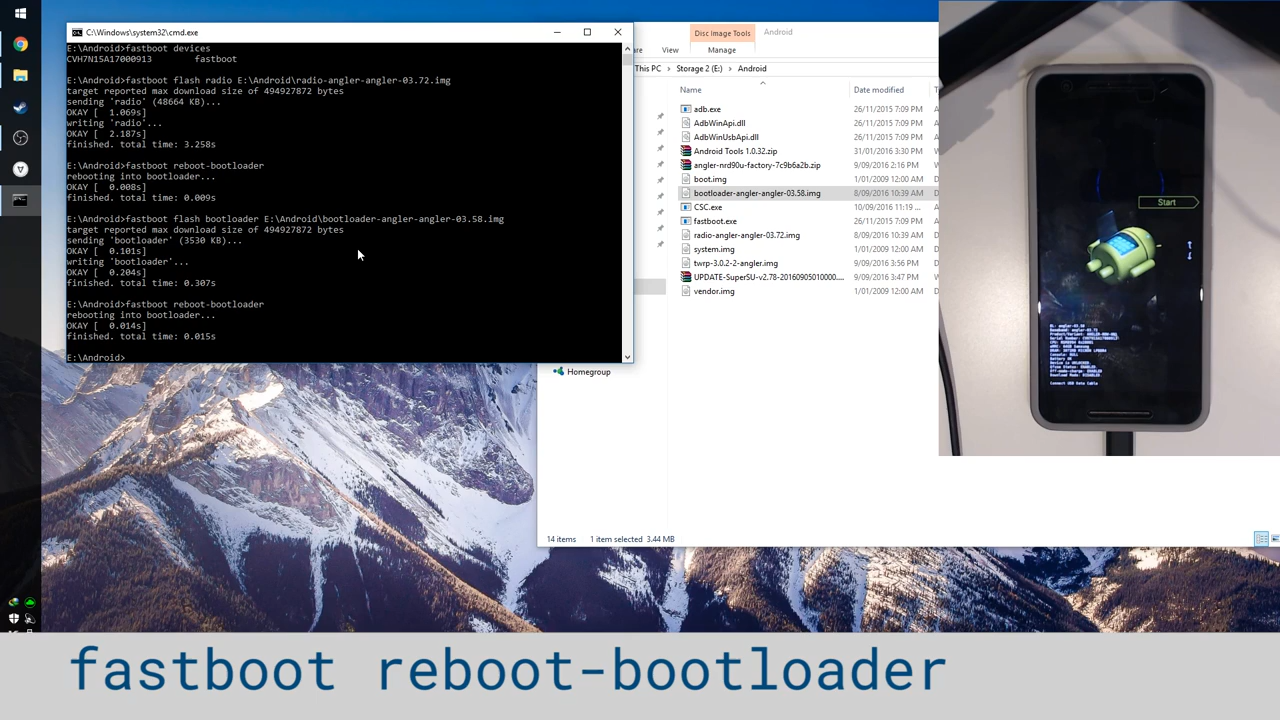 C:\Windows\system32\cmd.exe
E:\Android>fastboot devices
CVH7N15A17000913 fastboot
E:\Android>fastboot flash radio E:\Android\radio-angler-angler-03.72.img
target reported max download size of 494927872 bytes
sending 'radio' (48664 KB)...
OKAY [ 1.069s]
writing 'radio'...
OKAY [ 2.187s]
finished. total time: 3.258s
E:\Android>fastboot reboot-bootloader
rebooting into bootloader...
OKAY [ 0.008s]
finished. total time: 0.009s
E:\Android>fastboot flash bootloader E:\Android\bootloader-angler-angler-03.58.img
target reported max download size of 494927872 bytes
sending 'bootloader' (3530 KB)...
OKAY [ 0.101s]
writing 'bootloader'...
OKAY [ 0.204s]
finished. total time: 0.307s
E:\Android>fastboot reboot-bootloader
rebooting into bootloader...
OKAY [ 0.014s]
finished. total time: 0.015s
E:\Android>
Disc Image Tools Android
are View Manage
This PC > Storage 2 (E:) > Android
Name Date modified T
adb.exe 26/11/2015 7:09 PM A
AdbWinApi.dll 26/11/2015 7:09 PM A
AdbWinUsbApi.dll 26/11/2015 7:09 PM A
Android Tools 1.0.32.zip 31/01/2016 3:30 PM W
angler-nrd90u-factory-7c9b6a2b.zip 9/09/2016 2:16 PM W
boot.img 1/01/2009 12:00 AM D
bootloader-angler-angler-03.58.img 8/09/2016 10:39 AM D
CSC.exe 10/09/2016 11:19 ... A
fastboot.exe 26/11/2015 7:09 PM A
radio-angler-angler-03.72.img 8/09/2016 10:39 AM D
system.img 1/01/2009 12:00 AM D
twrp-3.0.2-2-angler.img 9/09/2016 3:56 PM D
UPDATE-SuperSU-v2.78-20160905010000.... 9/09/2016 3:47 PM W
vendor.img 1/01/2009 12:00 AM D
Homegroup
14 items 1 item selected 3.44 MB
Start
Connect USB Data Cable
fastboot reboot-bootloader